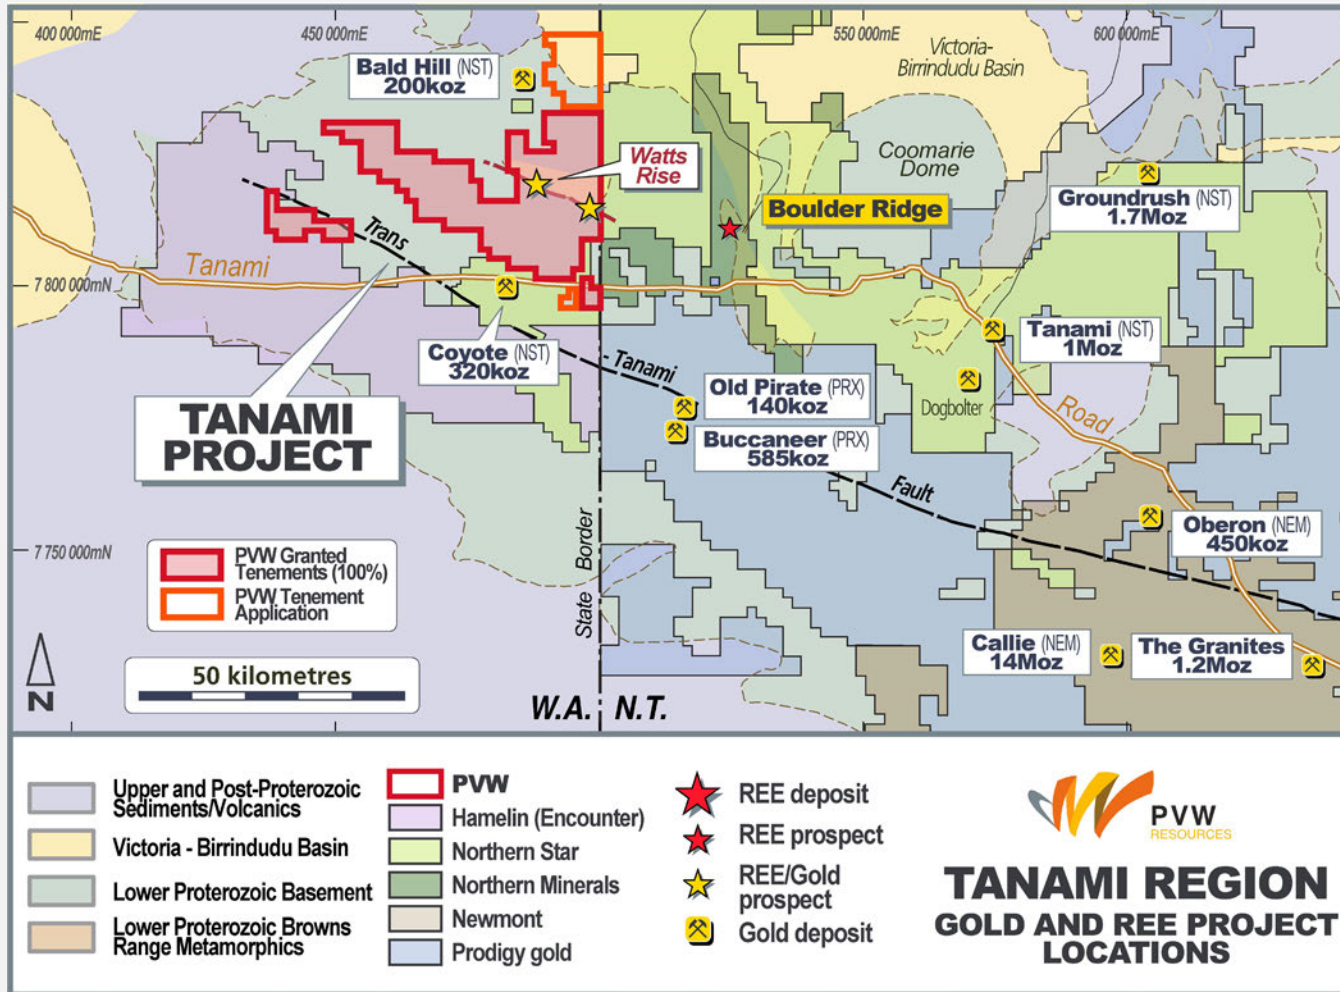 400 000mE
450 000mE
550 000mE
600 000mE
Bald Hill (NST)
200koz
Victoria-
Birrindudu Basin
Watts
Rise
Coomarie
Dome
Boulder Ridge
Groundrush (NST)
1.7Moz
Trans
Tanami
7 800 000mN
Coyote (NST)
320koz
- Tanami
Tanami (NST)
1Moz
Old Pirate (PRX)
140koz
Dogbolter
Road
TANAMI
PROJECT
Buccaneer (PRX)
585koz
Fault
State Border
Oberon (NEM)
450koz
7 750 000mN
PVW Granted
Tenements (100%)
PVW Tenement
Application
Callie (NEM)
14Moz
The Granites
1.2Moz
N
50 kilometres
W.A.
N.T.
Upper and Post-Proterozoic
Sediments/Volcanics
Victoria - Birrindudu Basin
Lower Proterozoic Basement
Lower Proterozoic Browns
Range Metamorphics
PVW
Hamelin (Encounter)
Northern Star
Northern Minerals
Newmont
Prodigy gold
REE deposit
REE prospect
REE/Gold
prospect
Gold deposit
PVW
RESOURCES
TANAMI REGION
GOLD AND REE PROJECT
LOCATIONS